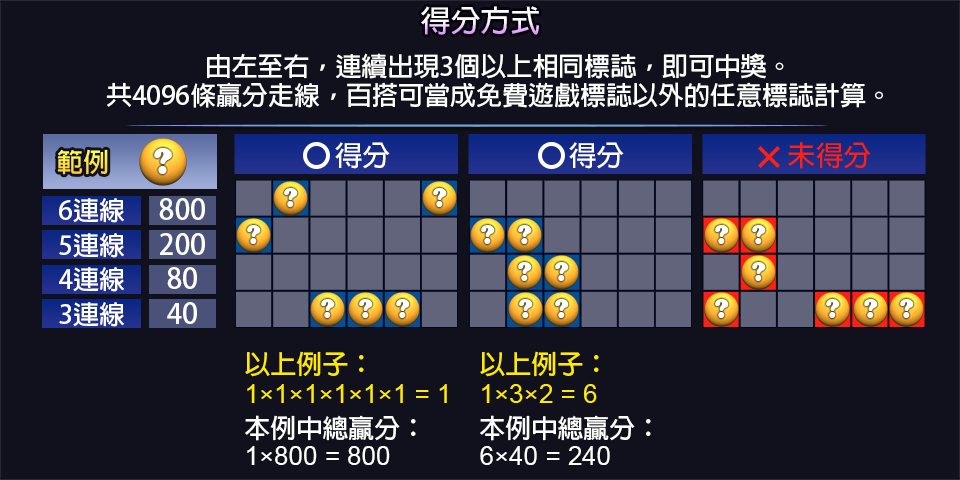 得分方式
由左至右，連續出現3個以上相同標誌，即可中獎。
共4096條贏分走線，百搭可當成免費遊戲標誌以外的任意標誌計算。
範例 ?
6連線 800
5連線 200
4連線 80
3連線 40
○得分
○得分
×未得分
以上例子：
1×1×1×1×1×1 = 1
本例中總贏分：
1×800 = 800
以上例子：
1×3×2 = 6
本例中總贏分：
6×40 = 240